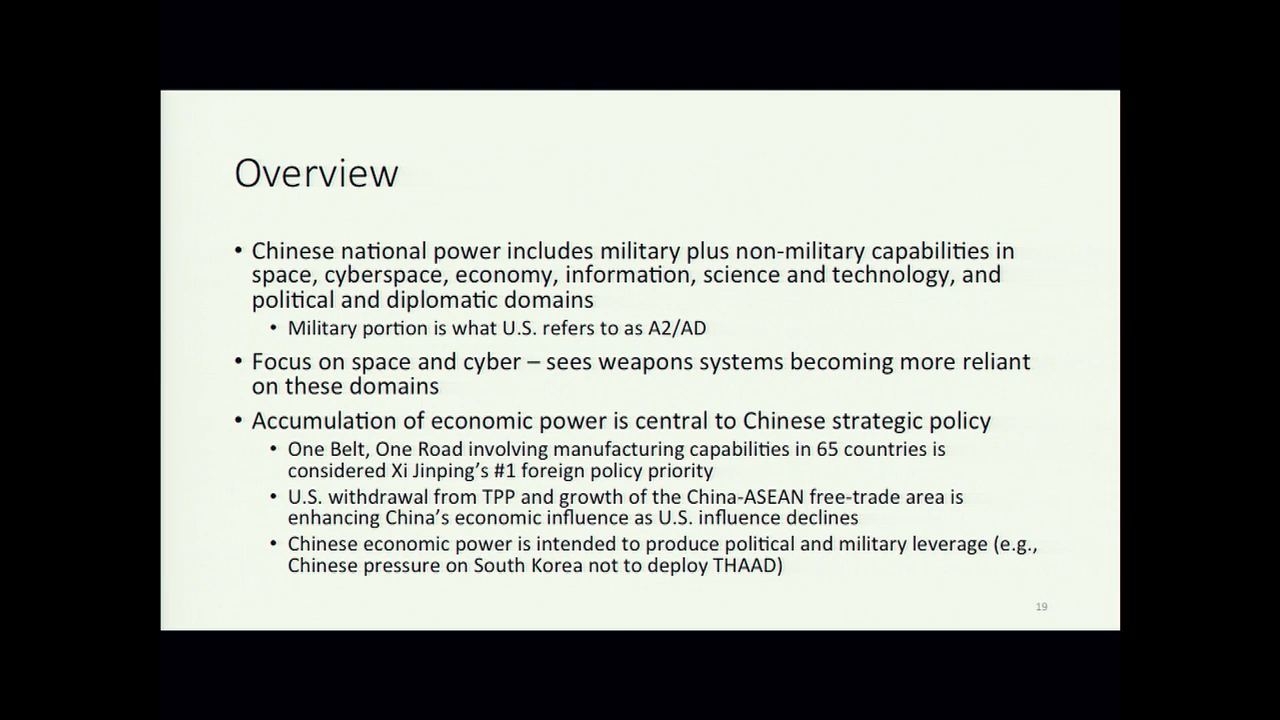 Overview
• Chinese national power includes military plus non-military capabilities in
space, cyberspace, economy, information, science and technology, and
political and diplomatic domains
• Military portion is what U.S. refers to as A2/AD
• Focus on space and cyber – sees weapons systems becoming more reliant
on these domains
• Accumulation of economic power is central to Chinese strategic policy
• One Belt, One Road involving manufacturing capabilities in 65 countries is
considered Xi Jinping’s #1 foreign policy priority
• U.S. withdrawal from TPP and growth of the China-ASEAN free-trade area is
enhancing China’s economic influence as U.S. influence declines
• Chinese economic power is intended to produce political and military leverage (e.g.,
Chinese pressure on South Korea not to deploy THAAD)
19